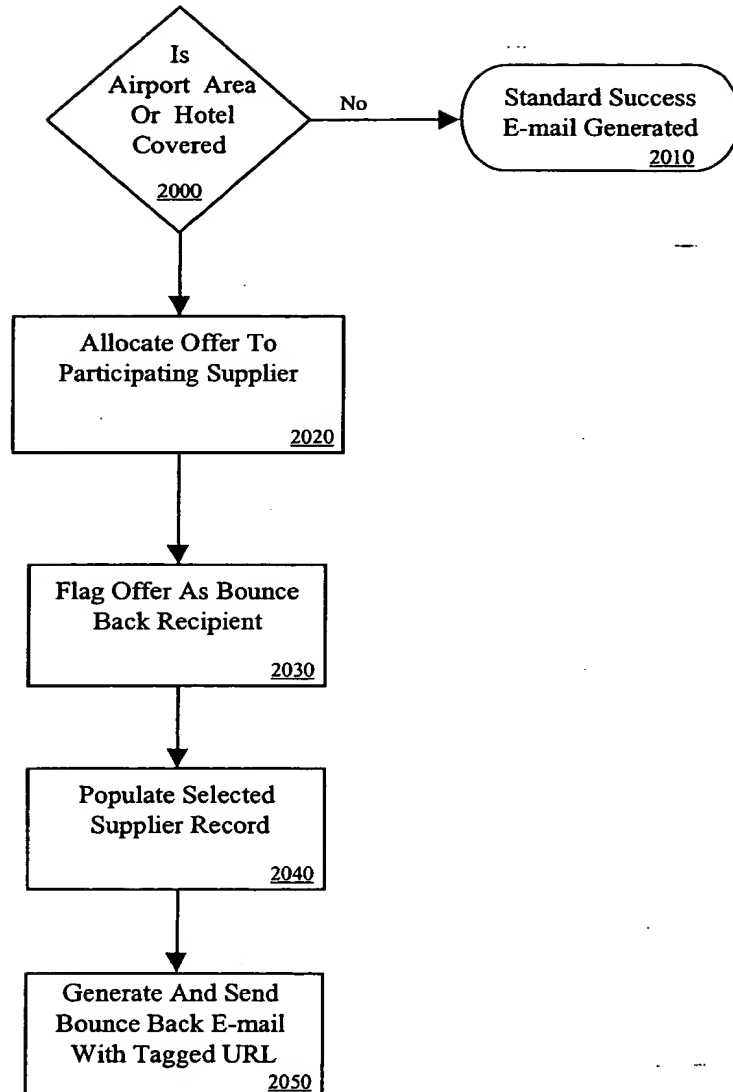 Is
Airport Area
Or Hotel
Covered
2000
No
Standard Success
E-mail Generated
2010
Allocate Offer To
Participating Supplier
2020
Flag Offer As Bounce
Back Recipient
2030
Populate Selected
Supplier Record
2040
Generate And Send
Bounce Back E-mail
With Tagged URL
2050